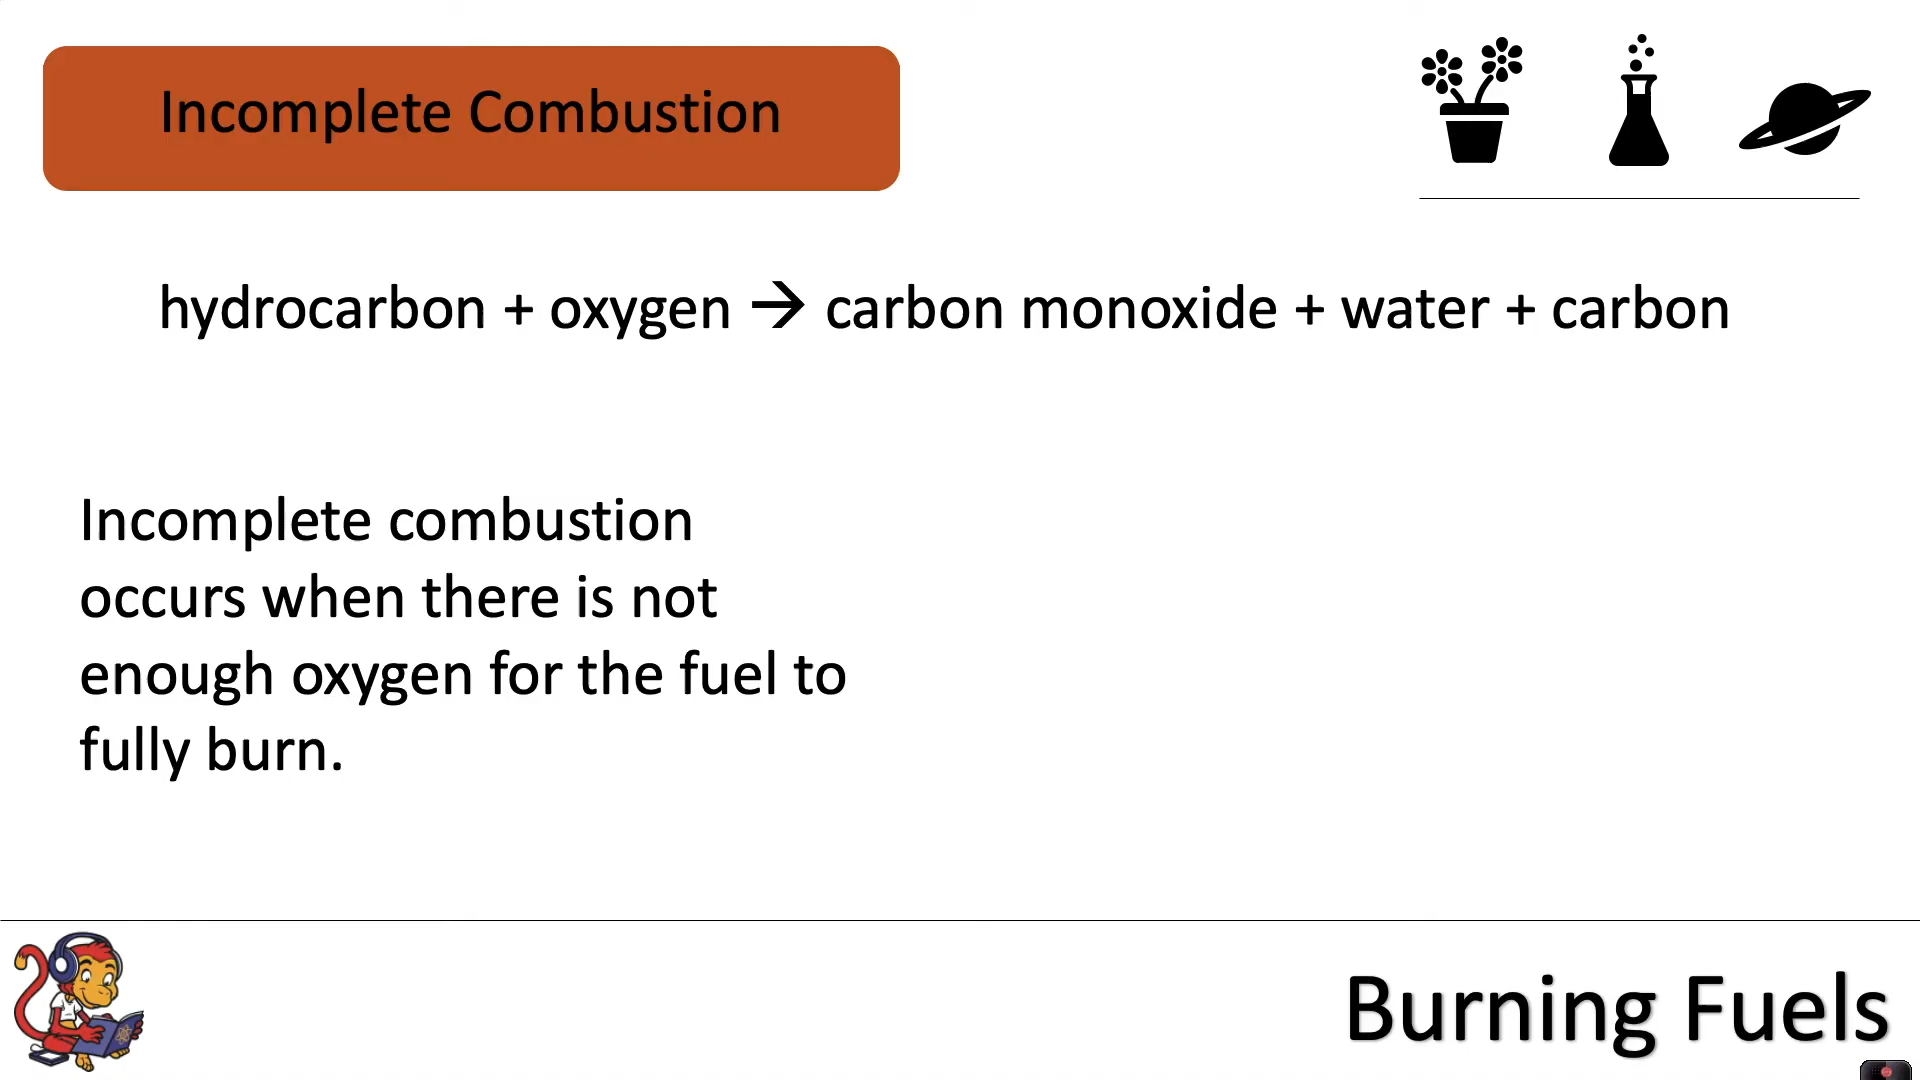 Incomplete Combustion
hydrocarbon + oxygen → carbon monoxide + water + carbon
Incomplete combustion
occurs when there is not
enough oxygen for the fuel to
fully burn.
Burning Fuels